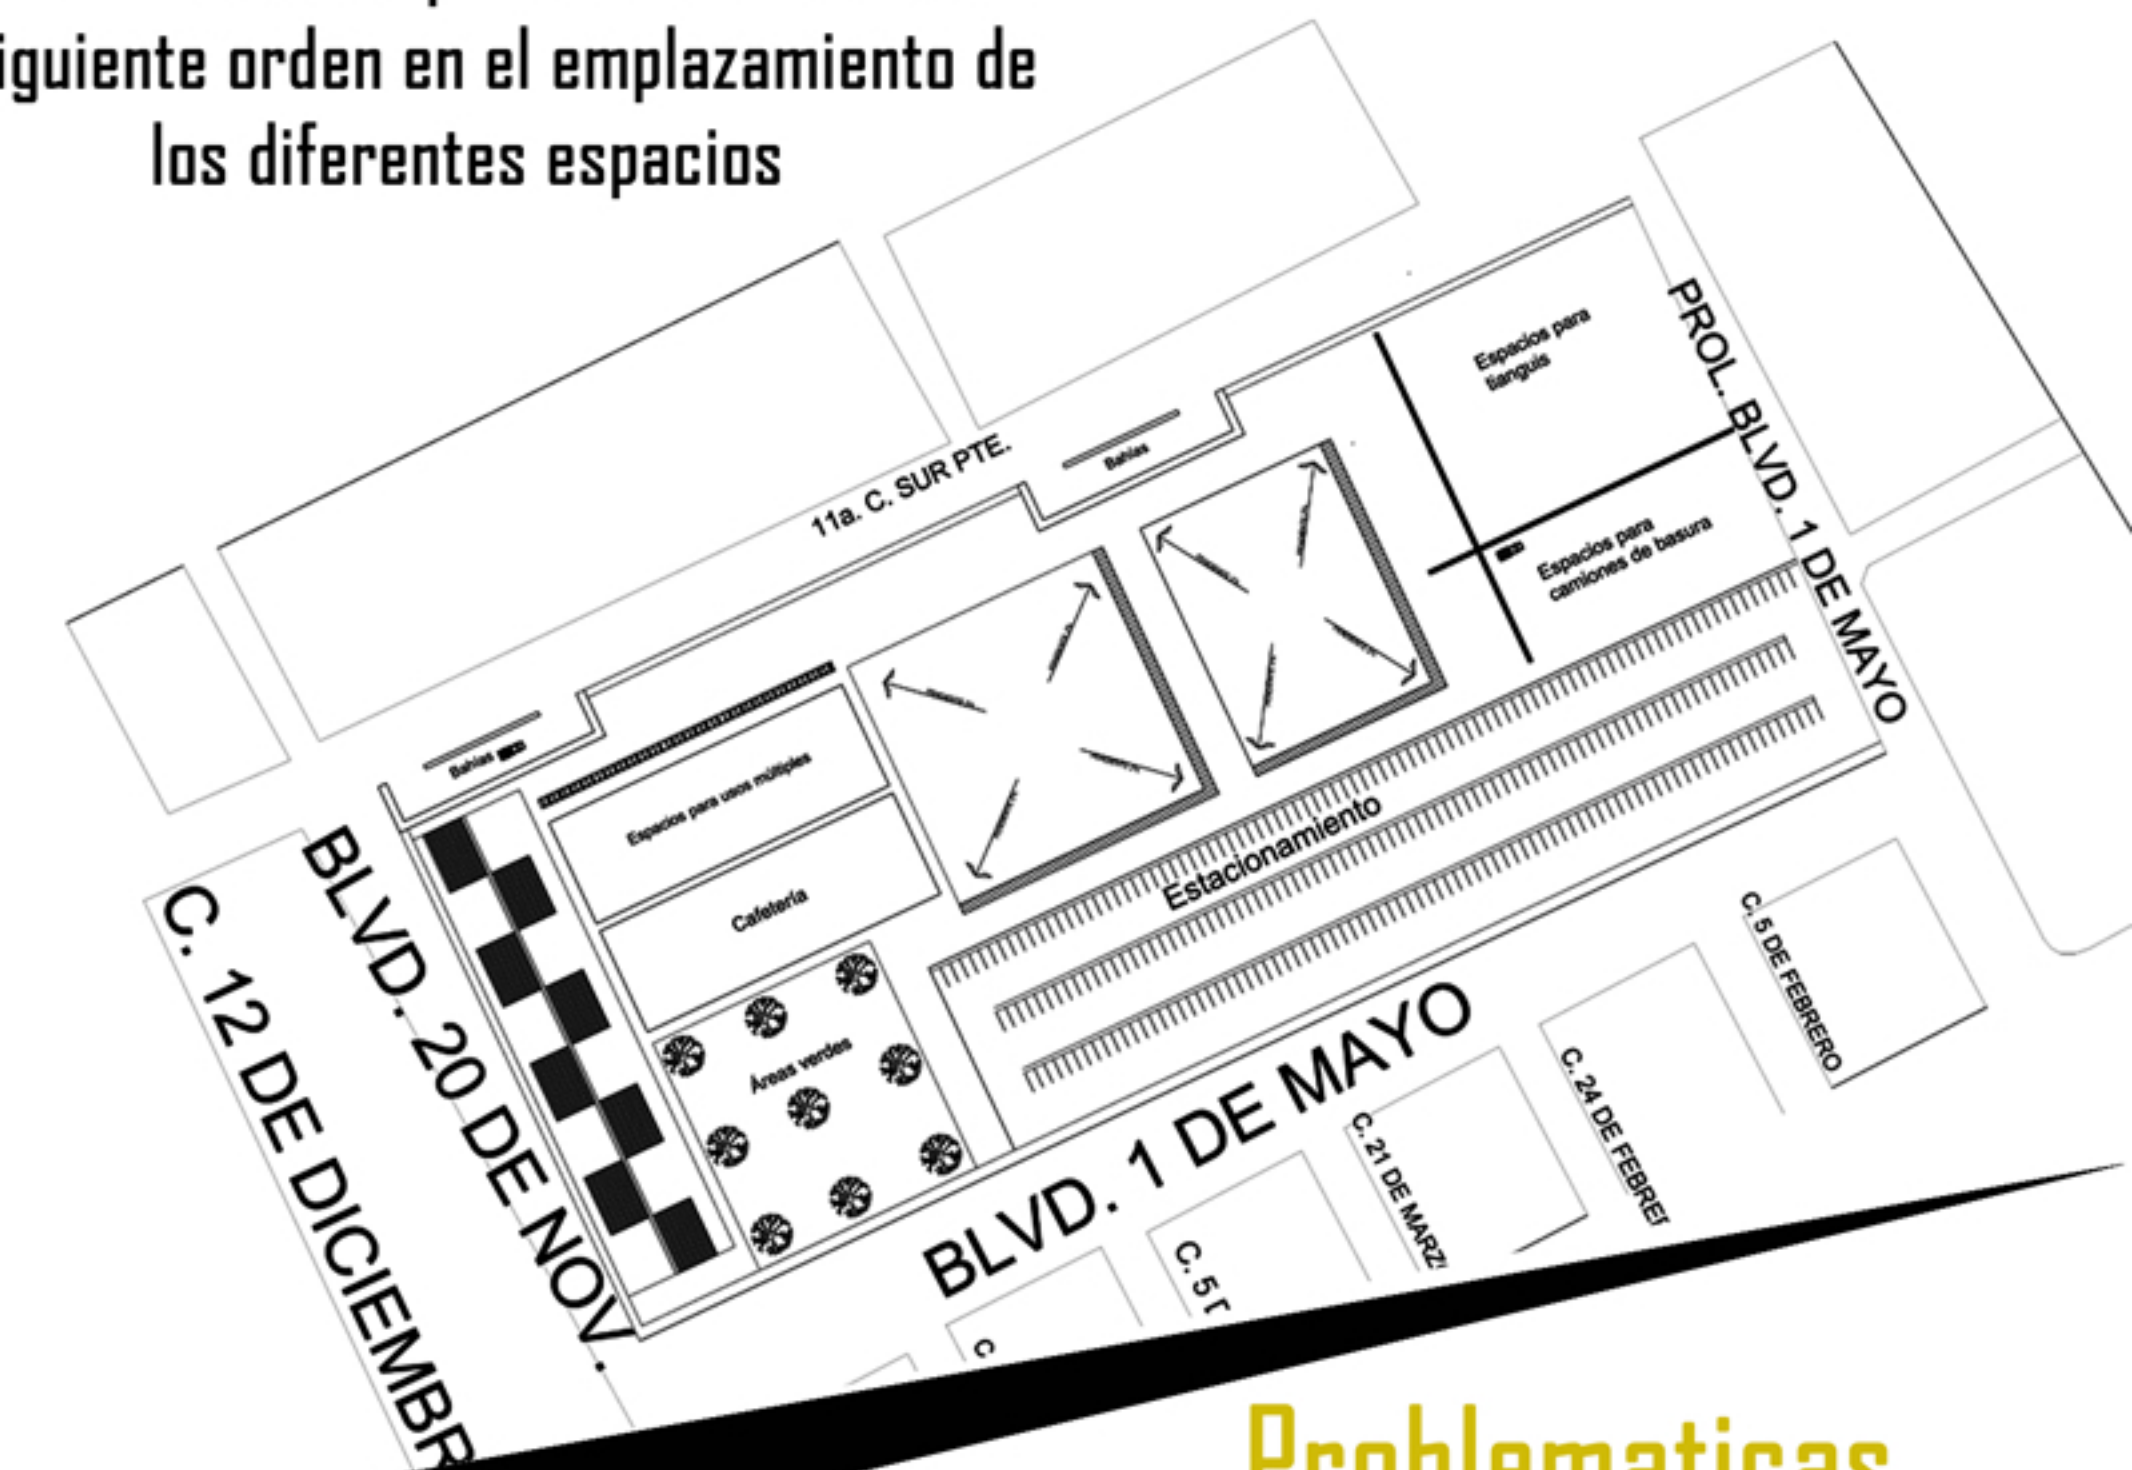 iguiente orden en el emplazamiento de
los diferentes espacios
Espacios para
tianguis
PROL. BLVD. 1 DE MAYO
Bahías
11a. C. SUR PTE.
Espacios para
camiones de basura
Bahías
Espacios para usos múltiples
Estacionamiento
Cafetería
BLVD. 20 DE NOV.
C. 12 DE DICIEMBR
Áreas verdes
BLVD. 1 DE MAYO
C. 5 DE FEBRERO
C. 24 DE FEBRE
C. 21 DE MARZ
C. 5
C
Problematicas